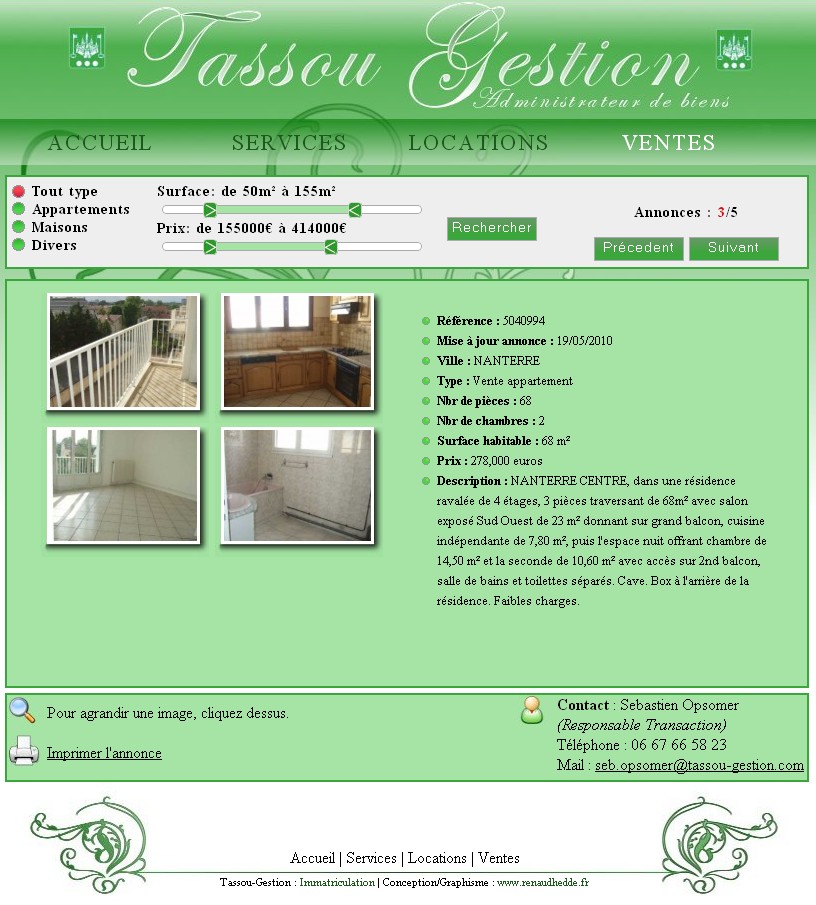 Tassou Gestion
Administrateur de biens
ACCUEIL SERVICES LOCATIONS VENTES
Tout type
Appartements
Maisons
Divers
Surface: de 50m² à 155m²
Prix: de 155000€ à 414000€
Rechercher
Annonces : 3/5
Précedent Suivant
Référence : 5040994
Mise à jour annonce : 19/05/2010
Ville : NANTERRE
Type : Vente appartement
Nbr de pièces : 68
Nbr de chambres : 2
Surface habitable : 68 m²
Prix : 278,000 euros
Description : NANTERRE CENTRE, dans une résidence
ravalée de 4 étages, 3 pièces traversant de 68m² avec salon
exposé Sud Ouest de 23 m² donnant sur grand balcon, cuisine
indépendante de 7,80 m², puis l'espace nuit offrant chambre de
14,50 m² et la seconde de 10,60 m² avec accès sur 2nd balcon,
salle de bains et toilettes séparés. Cave. Box à l'arrière de la
résidence. Faibles charges.
Pour agrandir une image, cliquez dessus.
Imprimer l'annonce
Contact : Sebastien Opsomer
(Responsable Transaction)
Téléphone : 06 67 66 58 23
Mail : seb.opsomer@tassou-gestion.com
Accueil | Services | Locations | Ventes
Tassou-Gestion : Immatriculation | Conception/Graphisme : www.renaudhedde.fr